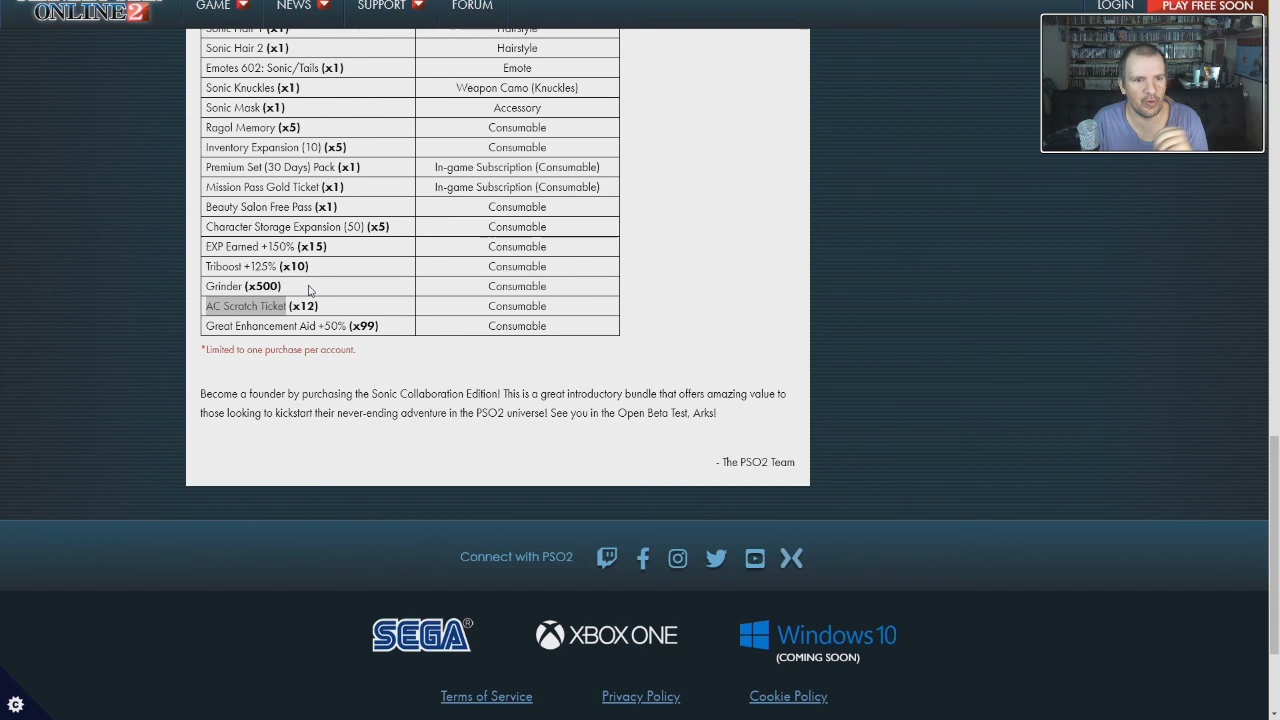 ONLINE 2
GAME NEWS SUPPORT FORUM LOGIN PLAY FREE SOON
Sonic Hair 1 (x1) Hairstyle
Sonic Hair 2 (x1) Hairstyle
Emotes 602: Sonic/Tails (x1) Emote
Sonic Knuckles (x1) Weapon Camo (Knuckles)
Sonic Mask (x1) Accessory
Ragol Memory (x5) Consumable
Inventory Expansion (10) (x5) Consumable
Premium Set (30 Days) Pack (x1) In-game Subscription (Consumable)
Mission Pass Gold Ticket (x1) In-game Subscription (Consumable)
Beauty Salon Free Pass (x1) Consumable
Character Storage Expansion (50) (x5) Consumable
EXP Earned +150% (x15) Consumable
Triboost +125% (x10) Consumable
Grinder (x500) Consumable
AC Scratch Ticket (x12) Consumable
Great Enhancement Aid +50% (x99) Consumable
*Limited to one purchase per account.
Become a founder by purchasing the Sonic Collaboration Edition! This is a great introductory bundle that offers amazing value to
those looking to kickstart their never-ending adventure in the PSO2 universe! See you in the Open Beta Test, Arks!
- The PSO2 Team
Connect with PSO2
SEGA® XBOX ONE Windows 10
(COMING SOON)
Terms of Service Privacy Policy Cookie Policy